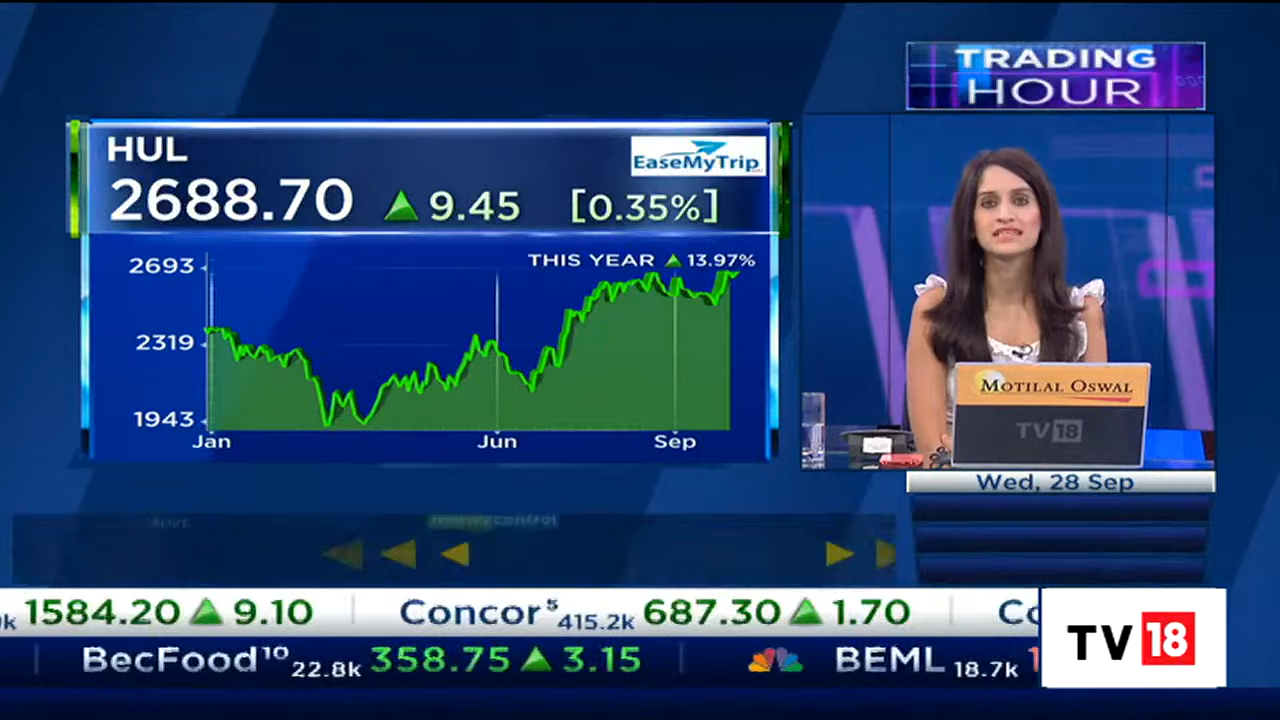 TRADING
HOUR
HUL
EaseMyTrip
2688.70 ▲ 9.45 [0.35%]
THIS YEAR ▲ 13.97%
2693
2319
1943
Jan Jun Sep
MOTILAL OSWAL
TV18
Wed, 28 Sep
1584.20 ▲ 9.10 Concor⁵ 415.2k 687.30 ▲ 1.70
BecFood¹⁰ 22.8k 358.75 ▲ 3.15 BEML 18.7k
TV18